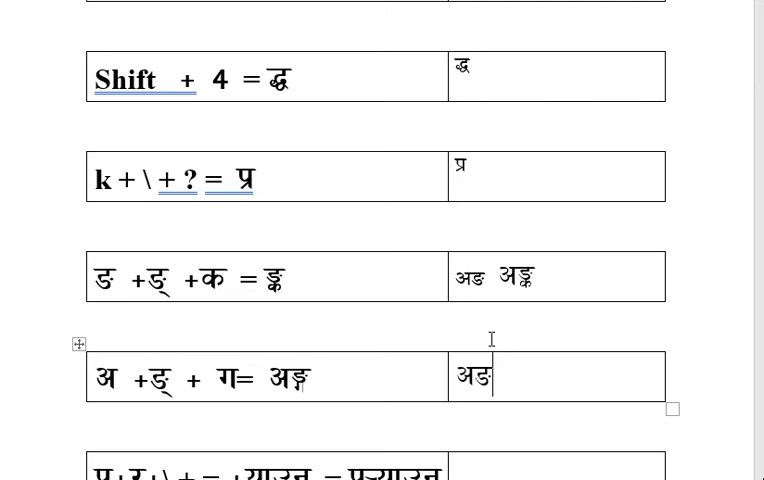 Shift + 4 = द्ध द्ध
k + \ + ? = प्र प्र
ङ +ङ् +क = ङ्क अङ अङ्क
अ +ङ् + ग= अङ्ग अङ